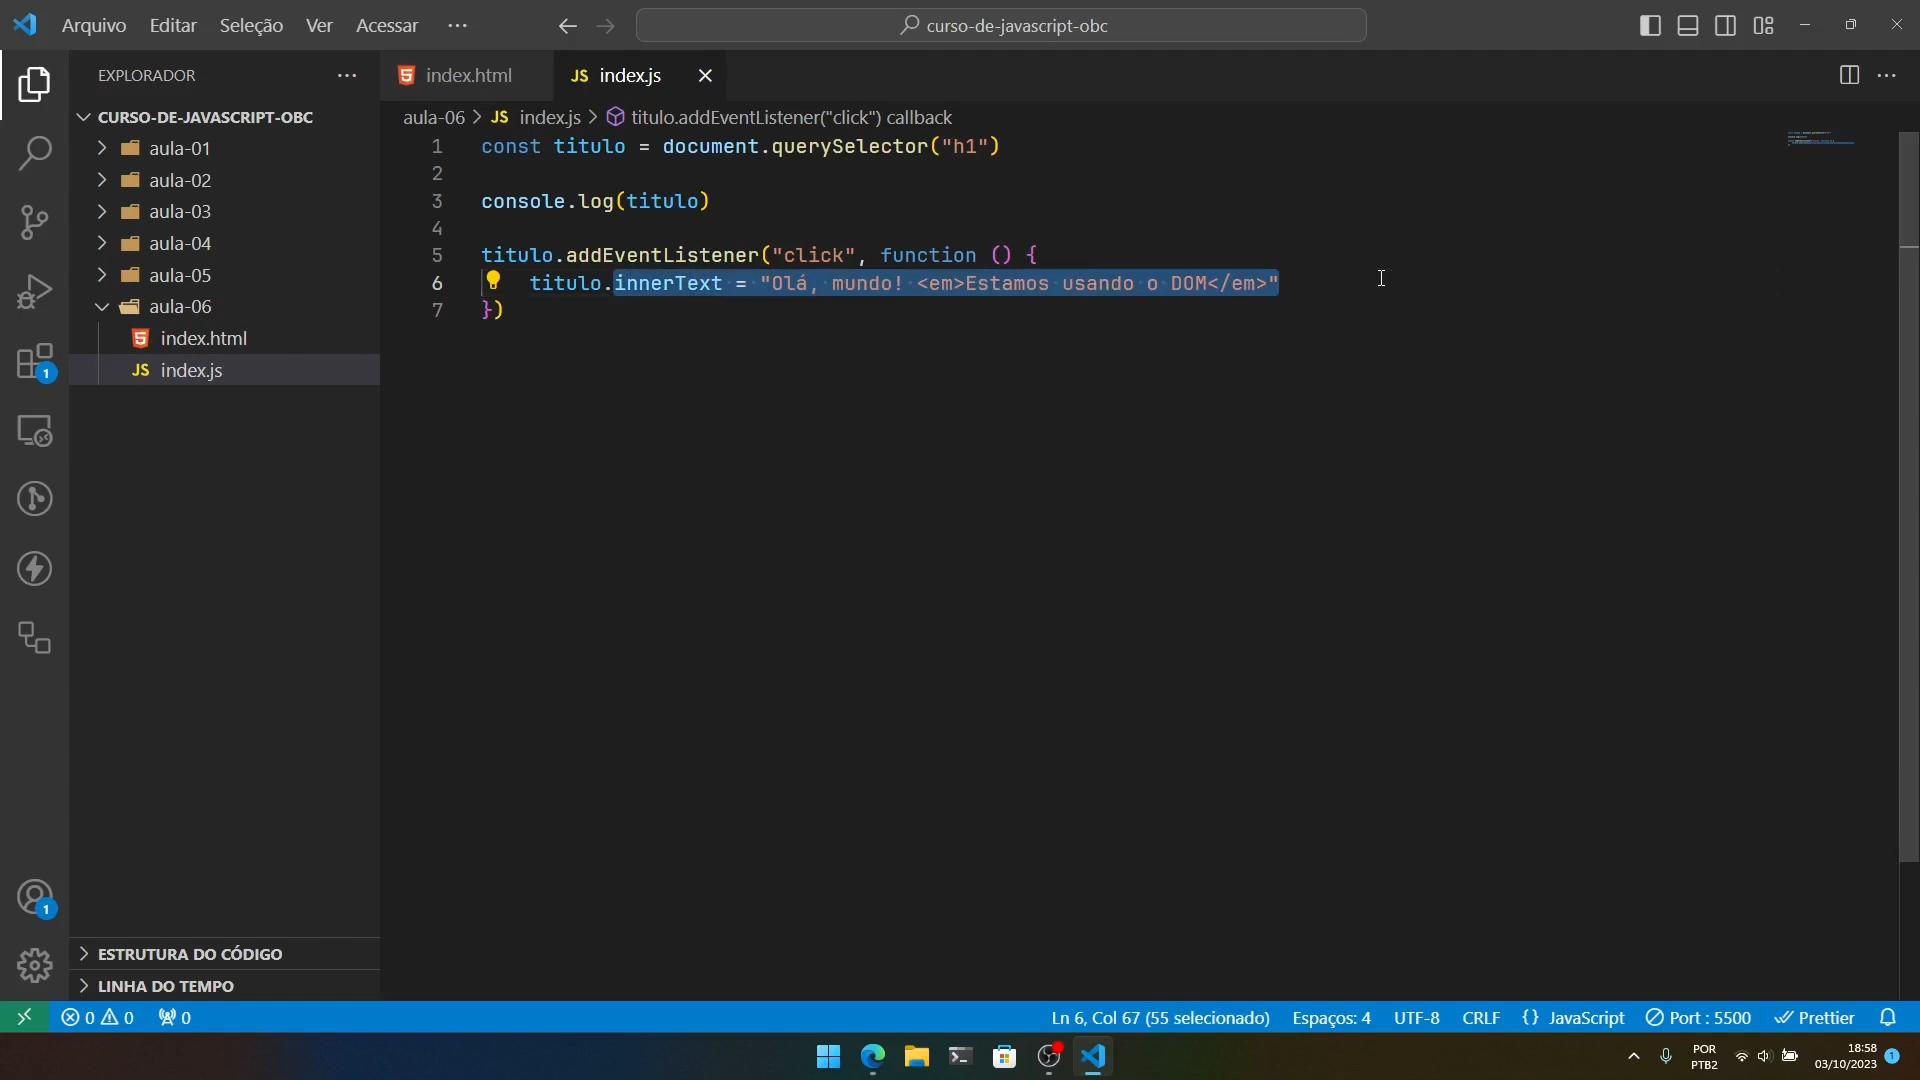 Arquivo Editar Seleção Ver Acessar ···
curso-de-javascript-obc
EXPLORADOR ···
CURSO-DE-JAVASCRIPT-OBC
aula-01
aula-02
aula-03
aula-04
aula-05
aula-06
5 index.html
JS index.js
ESTRUTURA DO CÓDIGO
LINHA DO TEMPO
1
1
5 index.html JS index.js
aula-06 > JS index.js > titulo.addEventListener("click") callback
1 const titulo = document.querySelector("h1")
2
3 console.log(titulo)
4
5 titulo.addEventListener("click", function () {
6 titulo.innerText = "Olá, mundo! <em>Estamos usando o DOM</em>"
7 })
0 0 0
Ln 6, Col 67 (55 selecionado) Espaços: 4 UTF-8 CRLF {} JavaScript Port : 5500 Prettier
POR
PTB2
18:58
03/10/2023
1